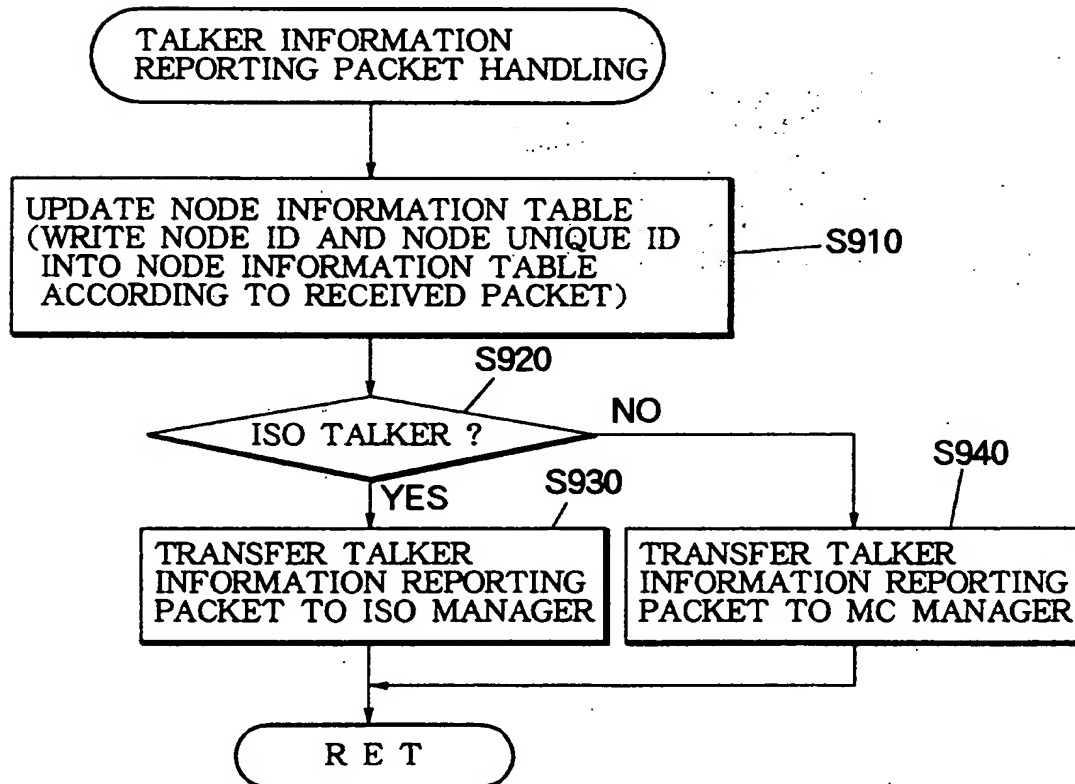 TALKER INFORMATION
REPORTING PACKET HANDLING
UPDATE NODE INFORMATION TABLE
(WRITE NODE ID AND NODE UNIQUE ID
INTO NODE INFORMATION TABLE
ACCORDING TO RECEIVED PACKET)
S910
S920
ISO TALKER ?
NO
YES
S930
S940
TRANSFER TALKER
INFORMATION REPORTING
PACKET TO ISO MANAGER
TRANSFER TALKER
INFORMATION REPORTING
PACKET TO MC MANAGER
R E T